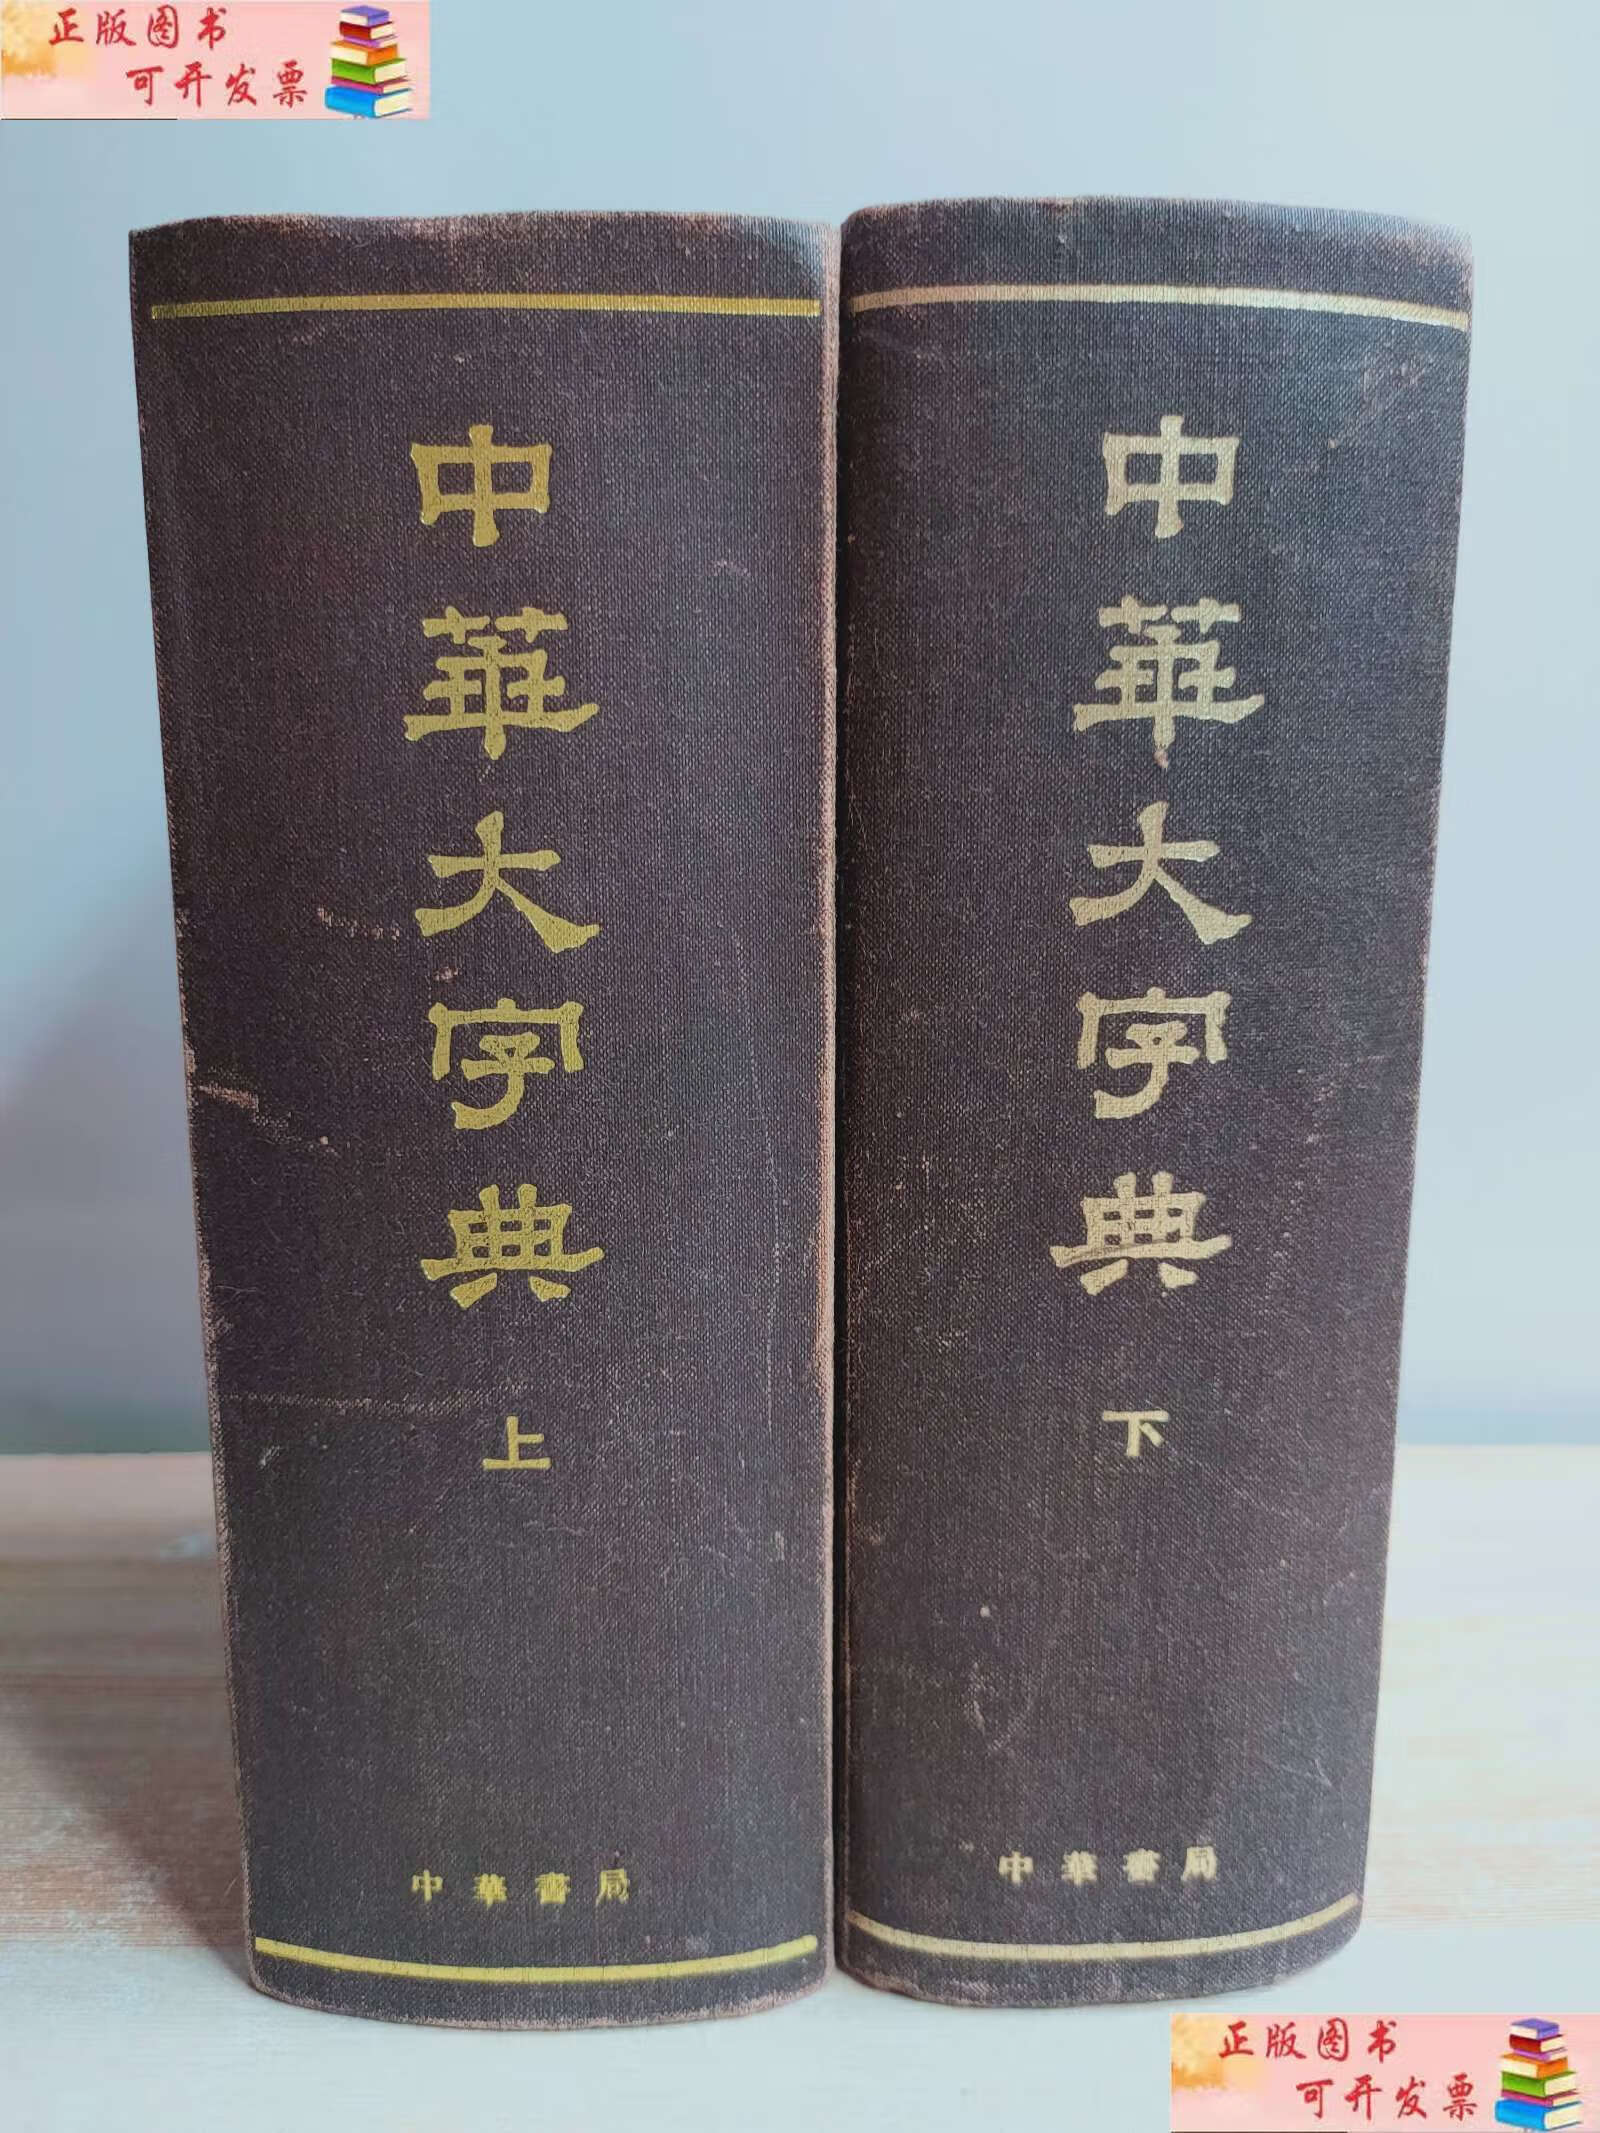 正版图书
可开发票
中華大字典
上
中華書局
中華大字典
下
中華書局
正版图书
可开发票